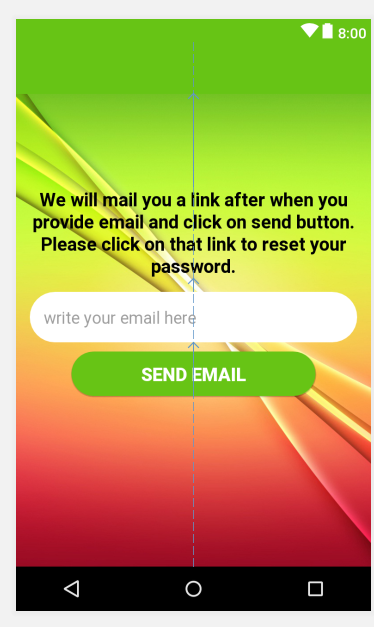 8:00
We will mail you a link after when you
provide email and click on send button.
Please click on that link to reset your
password.
write your email here
SEND EMAIL